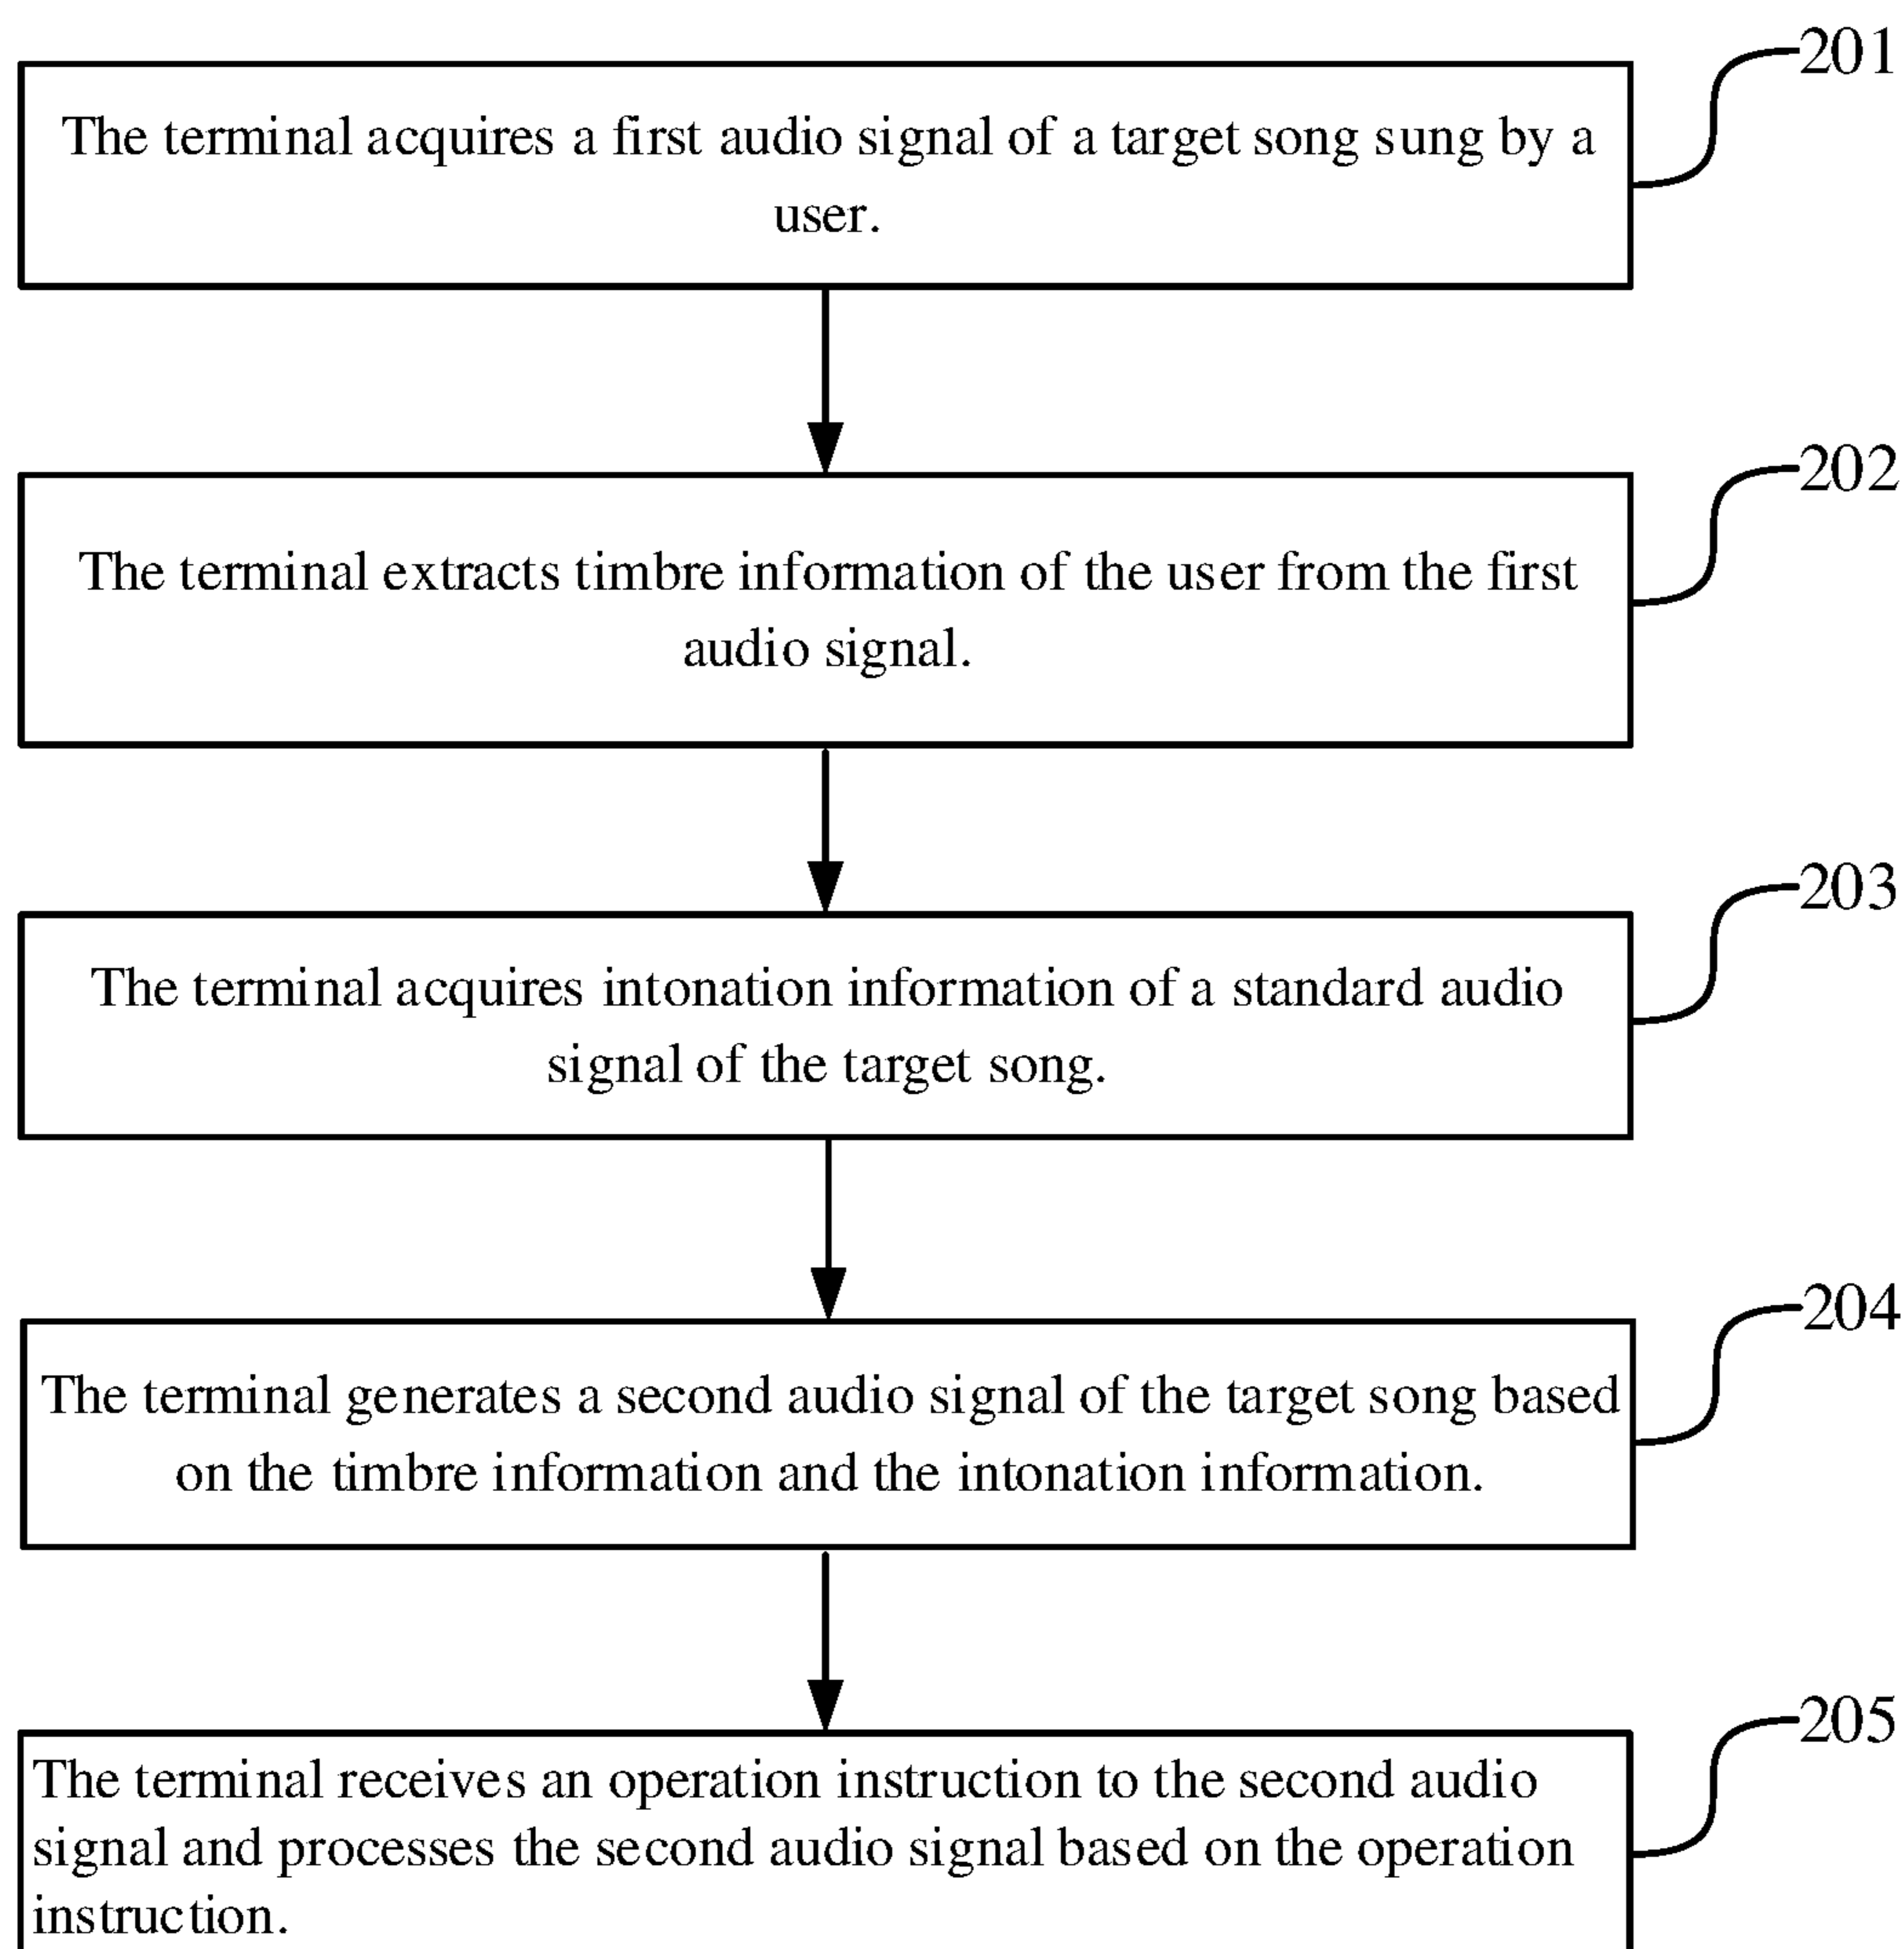 201
The terminal acquires a first audio signal of a target song sung by a
user.
202
The terminal extracts timbre information of the user from the first
audio signal.
203
The terminal acquires intonation information of a standard audio
signal of the target song.
204
The terminal generates a second audio signal of the target song based
on the timbre information and the intonation information.
205
The terminal receives an operation instruction to the second audio
signal and processes the second audio signal based on the operation
instruction.